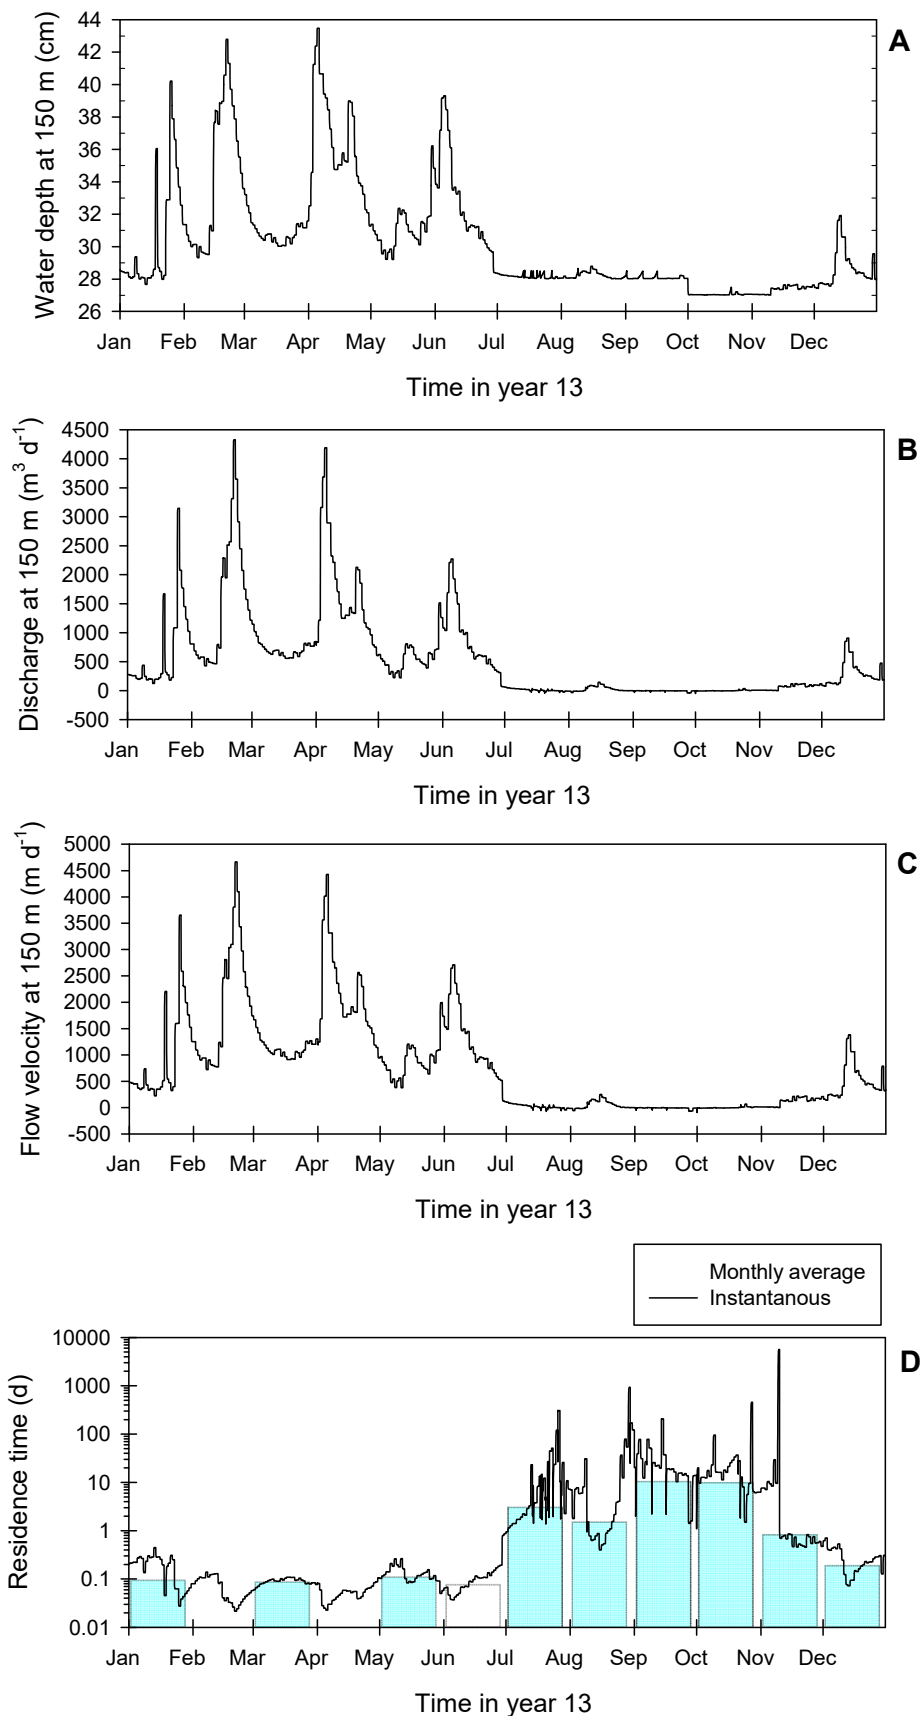 A
Water depth at 150 m (cm)
44
42
40
38
36
34
32
30
28
26
Jan Feb Mar Apr May Jun Jul Aug Sep Oct Nov Dec
Time in year 13
B
Discharge at 150 m (m³ d⁻¹)
4500
4000
3500
3000
2500
2000
1500
1000
500
0
-500
Jan Feb Mar Apr May Jun Jul Aug Sep Oct Nov Dec
Time in year 13
C
Flow velocity at 150 m (m d⁻¹)
5000
4500
4000
3500
3000
2500
2000
1500
1000
500
0
-500
Jan Feb Mar Apr May Jun Jul Aug Sep Oct Nov Dec
Time in year 13
Monthly average
Instantanous
D
Residence time (d)
10000
1000
100
10
1
0.1
0.01
Jan Feb Mar Apr May Jun Jul Aug Sep Oct Nov Dec
Time in year 13